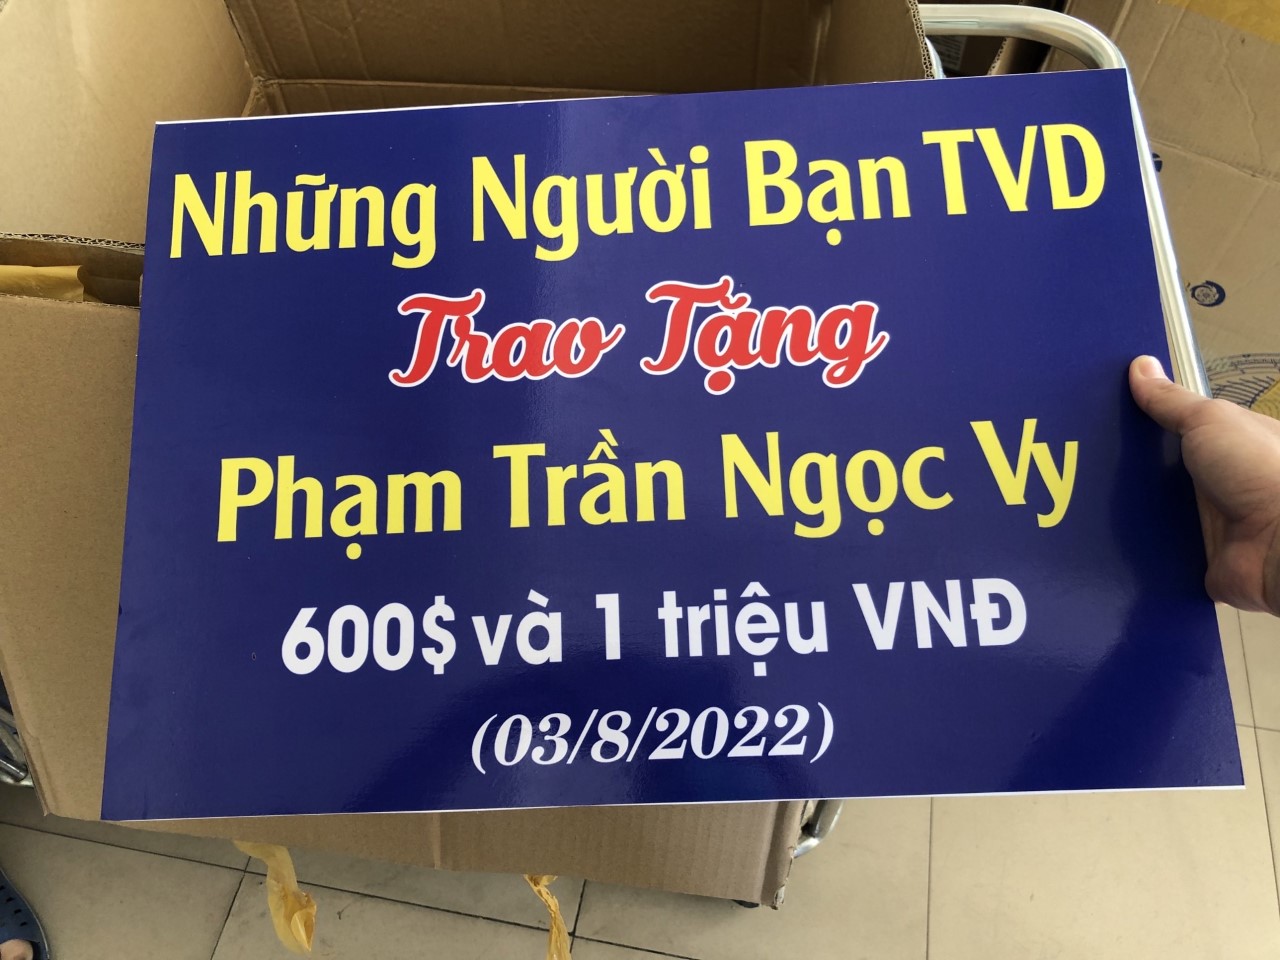 Những Người Bạn TVD
Trao Tặng
Phạm Trần Ngọc Vy
600$ và 1 triệu VNĐ
(03/8/2022)